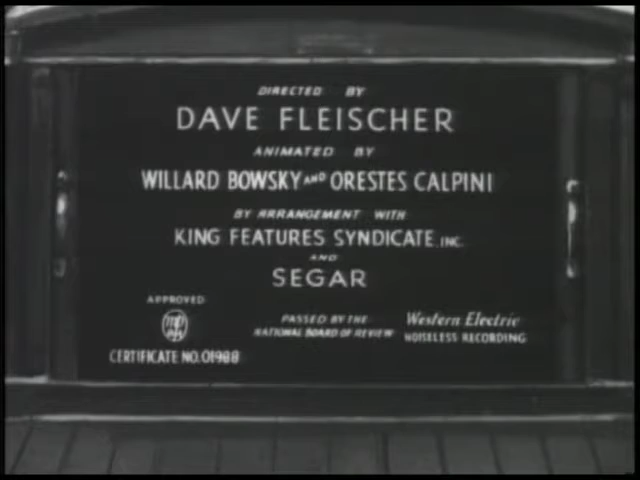 DIRECTED BY
DAVE FLEISCHER
ANIMATED BY
WILLARD BOWSKY AND ORESTES CALPINI
BY ARRANGEMENT WITH
KING FEATURES SYNDICATE, INC.
AND
SEGAR
APPROVED
CERTIFICATE NO. 01988
PASSED BY THE
NATIONAL BOARD OF REVIEW
Western Electric
NOISELESS RECORDING